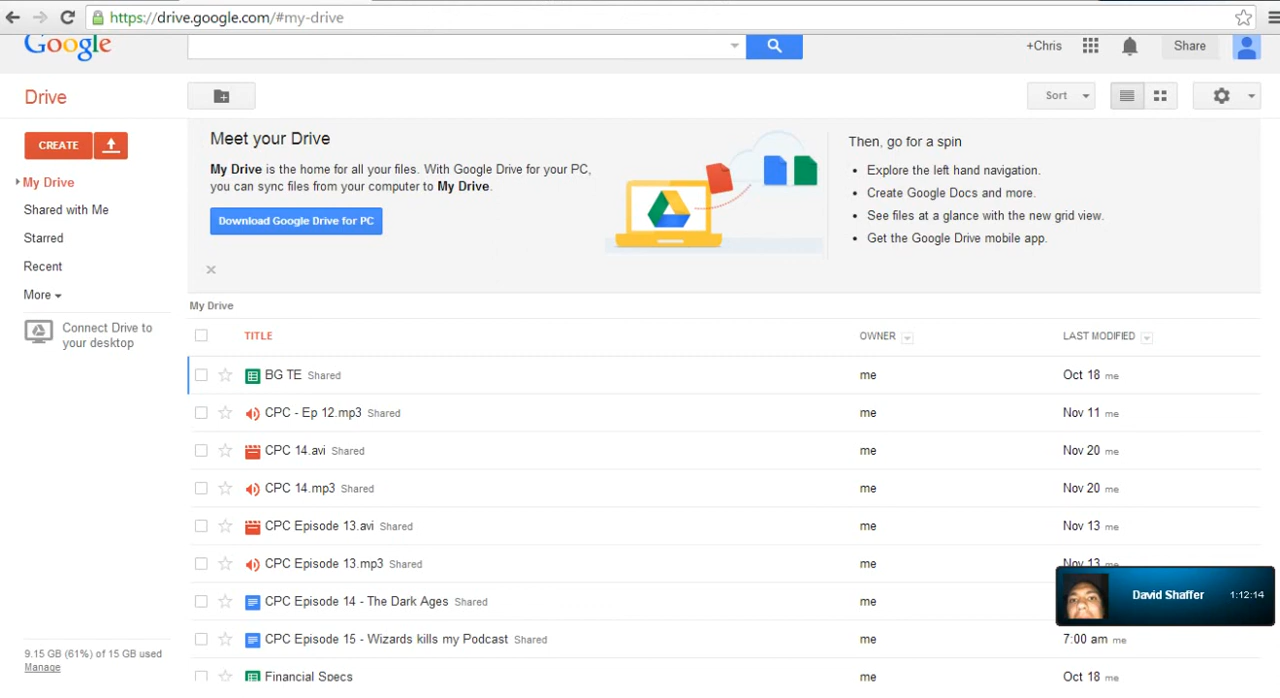 https://drive.google.com/#my-drive
Google
+Chris
Share
Drive
Sort
CREATE
My Drive
Shared with Me
Starred
Recent
More
Connect Drive to
your desktop
9.15 GB (61%) of 15 GB used
Manage
Meet your Drive
My Drive is the home for all your files. With Google Drive for your PC,
you can sync files from your computer to My Drive.
Download Google Drive for PC
Then, go for a spin
Explore the left hand navigation.
Create Google Docs and more.
See files at a glance with the new grid view.
Get the Google Drive mobile app.
My Drive
TITLE OWNER LAST MODIFIED
BG TE Shared me Oct 18 me
CPC - Ep 12.mp3 Shared me Nov 11 me
CPC 14.avi Shared me Nov 20 me
CPC 14.mp3 Shared me Nov 20 me
CPC Episode 13.avi Shared me Nov 13 me
CPC Episode 13.mp3 Shared me Nov 13 me
CPC Episode 14 - The Dark Ages Shared me
David Shaffer 1:12:14
CPC Episode 15 - Wizards kills my Podcast Shared me 7:00 am me
Financial Specs me Oct 18 me